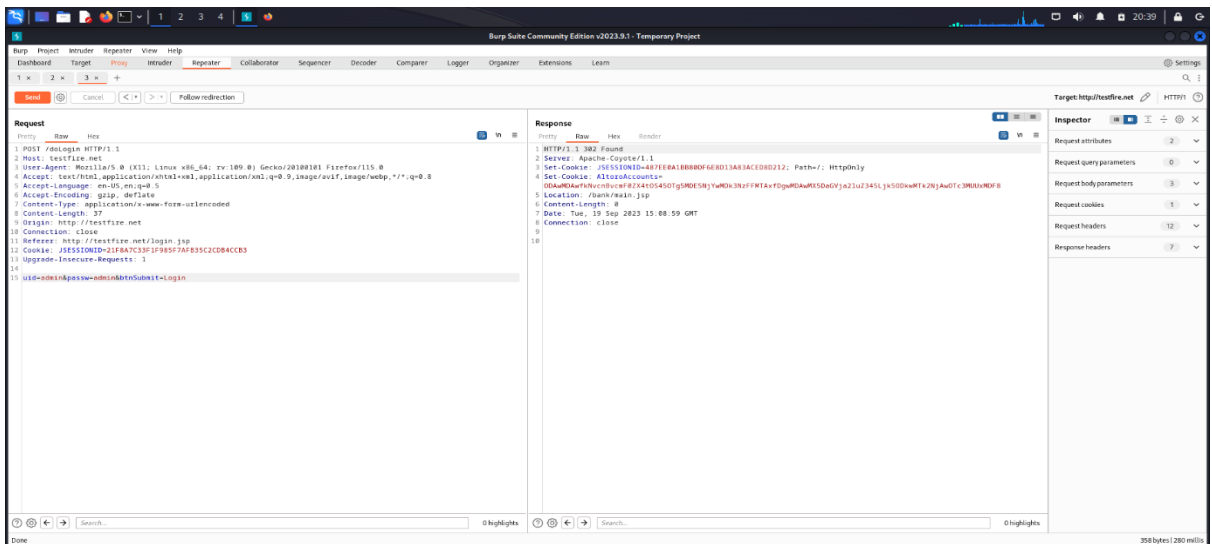 1 2 3 4
20:39
Burp Suite Community Edition v2023.9.1 - Temporary Project
Burp Project Intruder Repeater View Help
Dashboard Target Proxy Intruder Repeater Collaborator Sequencer Decoder Comparer Logger Organizer Extensions Learn
Settings
1 × 2 × 3 × +
Send Cancel < > Follow redirection
Target: http://testfire.net HTTP/1
Request
Pretty Raw Hex
\n
1 POST /doLogin HTTP/1.1
2 Host: testfire.net
3 User-Agent: Mozilla/5.0 (X11; Linux x86_64; rv:109.0) Gecko/20100101 Firefox/115.0
4 Accept: text/html,application/xhtml+xml,application/xml;q=0.9,image/avif,image/webp,*/*;q=0.8
5 Accept-Language: en-US,en;q=0.5
6 Accept-Encoding: gzip, deflate
7 Content-Type: application/x-www-form-urlencoded
8 Content-Length: 37
9 Origin: http://testfire.net
10 Connection: close
11 Referer: http://testfire.net/login.jsp
12 Cookie: JSESSIONID=21F8A7C33F1F985F7AFB35C2CDB4CCB3
13 Upgrade-Insecure-Requests: 1
14
15 uid=admin&passw=admin&btnSubmit=Login
Search...
0 highlights
Response
Pretty Raw Hex Render
\n
1 HTTP/1.1 302 Found
2 Server: Apache-Coyote/1.1
3 Set-Cookie: JSESSIONID=487EE0A1BB80DF6E8D13A83ACED8D212; Path=/; HttpOnly
4 Set-Cookie: AltoroAccounts=
5 Location: /bank/main.jsp
6 Content-Length: 0
7 Date: Tue, 19 Sep 2023 15:08:59 GMT
8 Connection: close
9
10
Search...
0 highlights
Inspector
Request attributes 2
Request query parameters 0
Request body parameters 3
Request cookies 1
Request headers 12
Response headers 7
Done
358 bytes | 280 millis